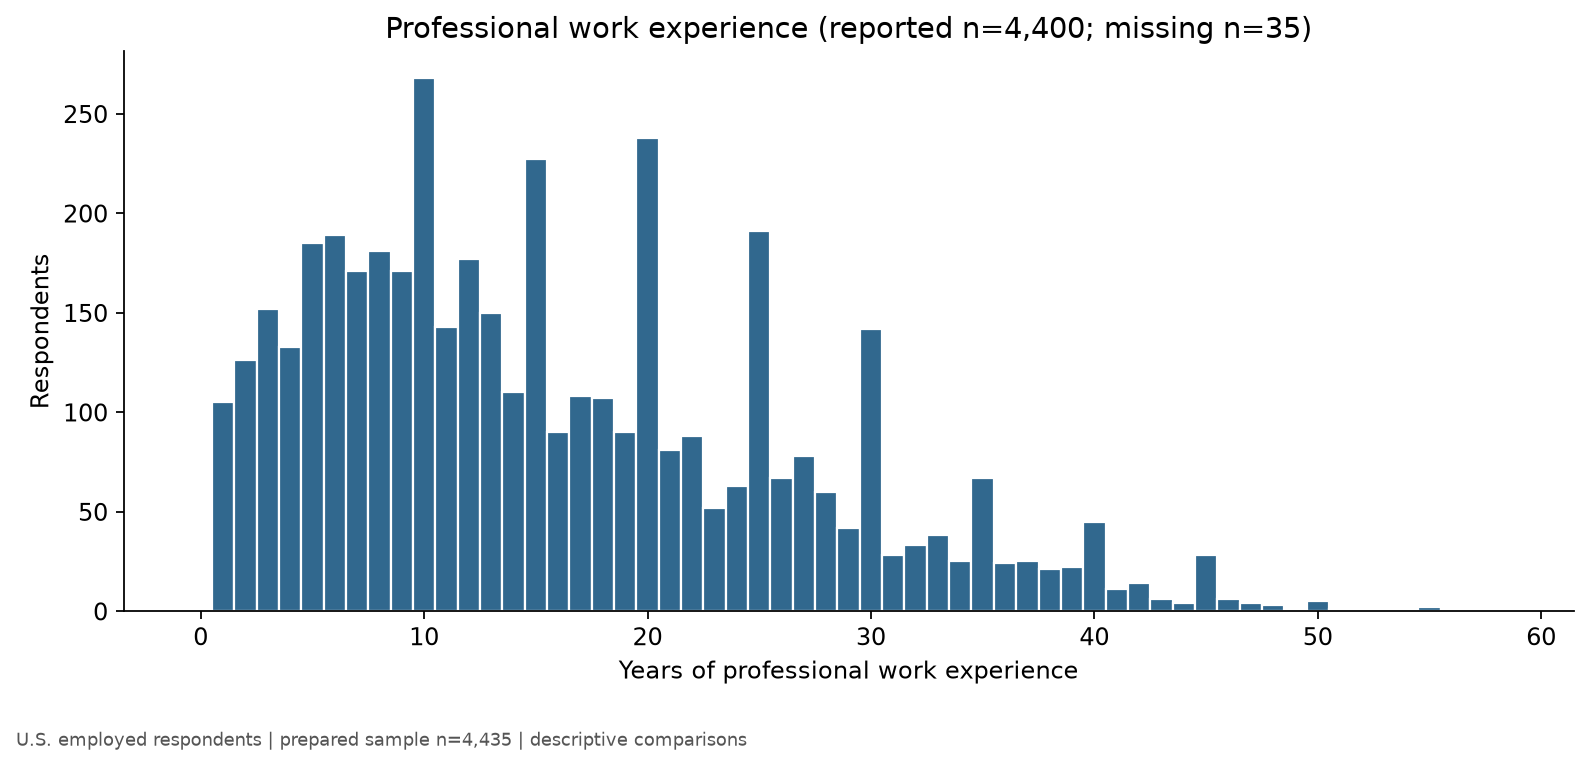 Professional work experience (reported n=4,400; missing n=35)
250
200
150
100
50
0
Respondents
0 10 20 30 40 50 60
Years of professional work experience
U.S. employed respondents | prepared sample n=4,435 | descriptive comparisons